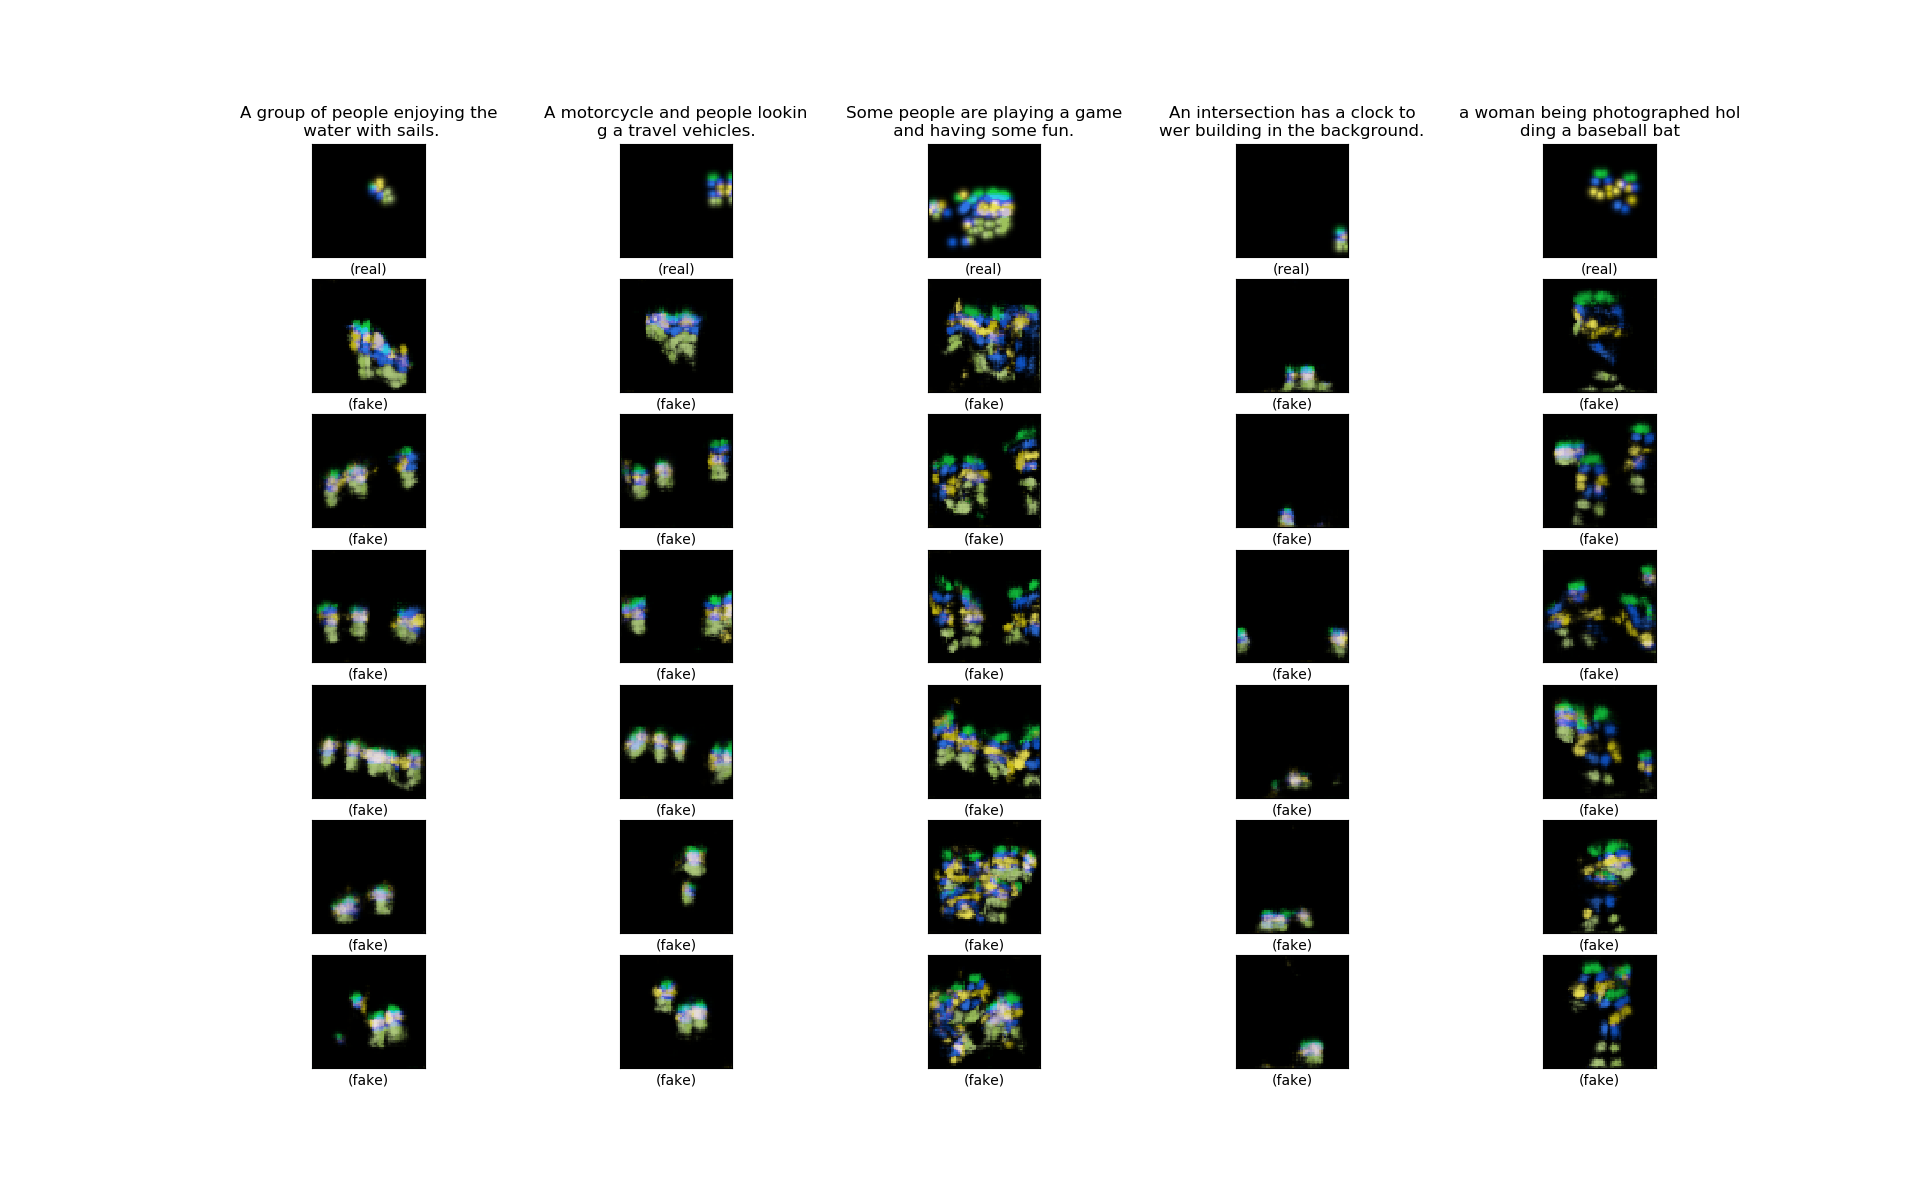 A group of people enjoying the
water with sails.
A motorcycle and people lookin
g a travel vehicles.
Some people are playing a game
and having some fun.
An intersection has a clock to
wer building in the background.
a woman being photographed hol
ding a baseball bat
(real) (real) (real) (real) (real)
(fake) (fake) (fake) (fake) (fake)
(fake) (fake) (fake) (fake) (fake)
(fake) (fake) (fake) (fake) (fake)
(fake) (fake) (fake) (fake) (fake)
(fake) (fake) (fake) (fake) (fake)
(fake) (fake) (fake) (fake) (fake)